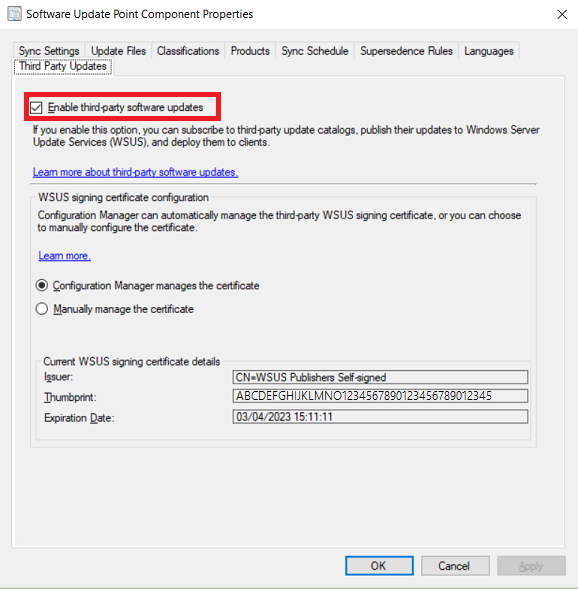 Software Update Point Component Properties
Sync Settings Update Files Classifications Products Sync Schedule Supersedence Rules Languages
Third Party Updates
Enable third-party software updates
If you enable this option, you can subscribe to third-party update catalogs, publish their updates to Windows Server
Update Services (WSUS), and deploy them to clients.
Learn more about third-party software updates.
WSUS signing certificate configuration
Configuration Manager can automatically manage the third-party WSUS signing certificate, or you can choose
to manually configure the certificate.
Learn more.
Configuration Manager manages the certificate
Manually manage the certificate
Current WSUS signing certificate details
Issuer: CN=WSUS Publishers Self-signed
Thumbprint: ABCDEFGHIJKLMNO1234567890123456789012345
Expiration Date: 03/04/2023 15:11:11
OK Cancel Apply